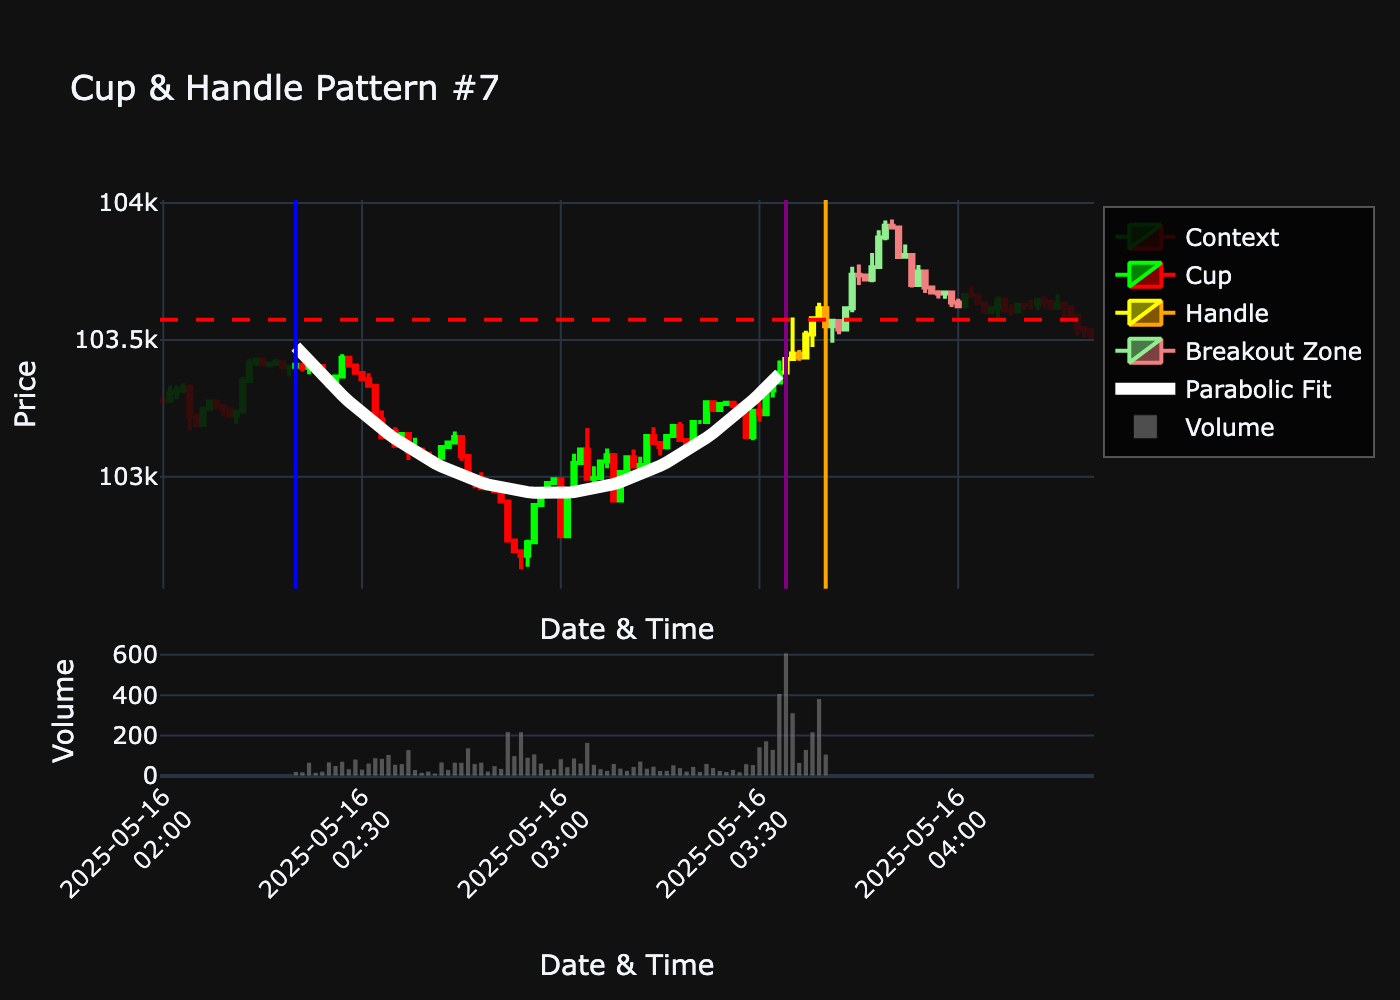 Cup & Handle Pattern #7
104k
103.5k
103k
Price
Context
Cup
Handle
Breakout Zone
Parabolic Fit
Volume
Date & Time
600
400
200
0
Volume
2025-05-16
02:00
2025-05-16
02:30
2025-05-16
03:00
2025-05-16
03:30
2025-05-16
04:00
Date & Time